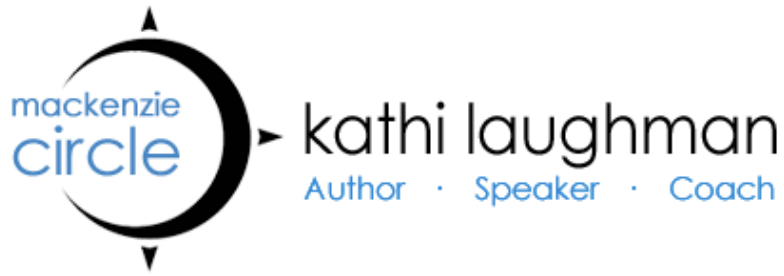 mackenzie
circle
kathi laughman
Author · Speaker · Coach